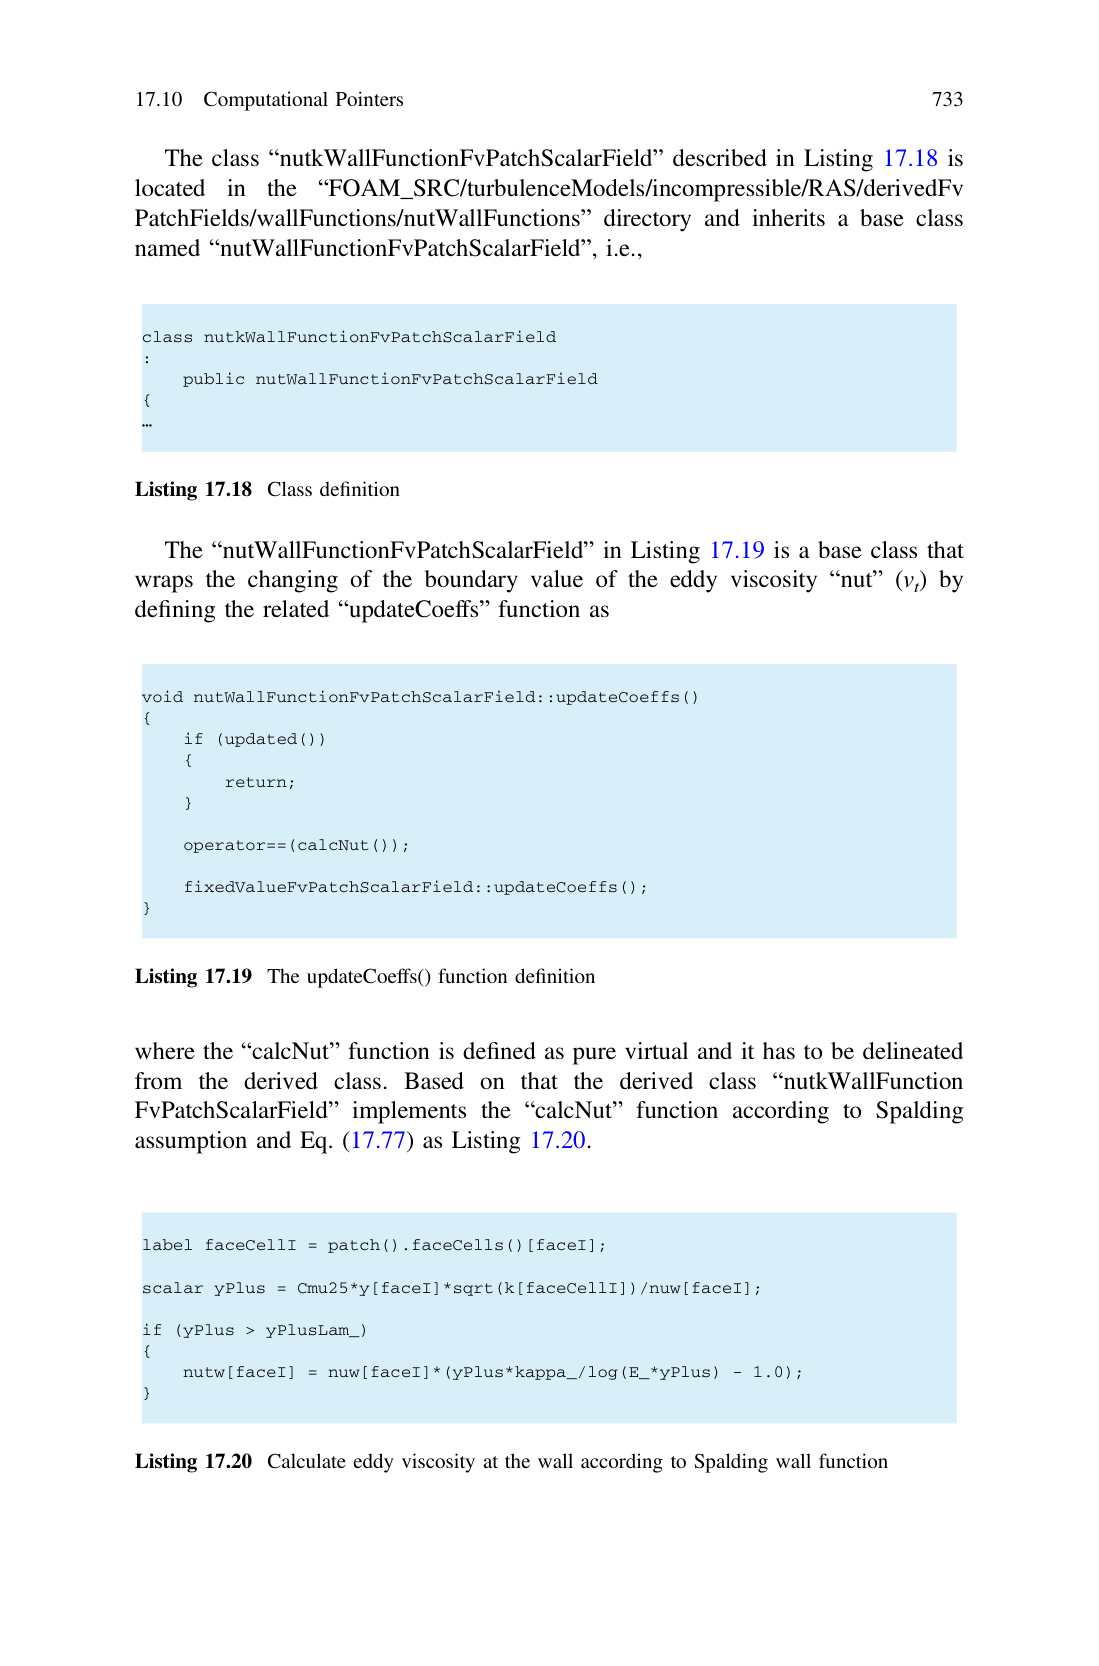 17.10 Computational Pointers 733
The class “nutkWallFunctionFvPatchScalarField” described in Listing 17.18 is
located in the “FOAM_SRC/turbulenceModels/incompressible/RAS/derivedFv
PatchFields/wallFunctions/nutWallFunctions” directory and inherits a base class
named “nutWallFunctionFvPatchScalarField”, i.e.,
class nutkWallFunctionFvPatchScalarField
:
    public nutWallFunctionFvPatchScalarField
{
…
Listing 17.18 Class definition
The “nutWallFunctionFvPatchScalarField” in Listing 17.19 is a base class that
wraps the changing of the boundary value of the eddy viscosity “nut” (νt) by
defining the related “updateCoeffs” function as
void nutWallFunctionFvPatchScalarField::updateCoeffs()
{
    if (updated())
    {
        return;
    }
    operator==(calcNut());
    fixedValueFvPatchScalarField::updateCoeffs();
}
Listing 17.19 The updateCoeffs() function definition
where the “calcNut” function is defined as pure virtual and it has to be delineated
from the derived class. Based on that the derived class “nutkWallFunction
FvPatchScalarField” implements the “calcNut” function according to Spalding
assumption and Eq. (17.77) as Listing 17.20.
label faceCellI = patch().faceCells()[faceI];
scalar yPlus = Cmu25*y[faceI]*sqrt(k[faceCellI])/nuw[faceI];
if (yPlus > yPlusLam_)
{
    nutw[faceI] = nuw[faceI]*(yPlus*kappa_/log(E_*yPlus) - 1.0);
}
Listing 17.20 Calculate eddy viscosity at the wall according to Spalding wall function